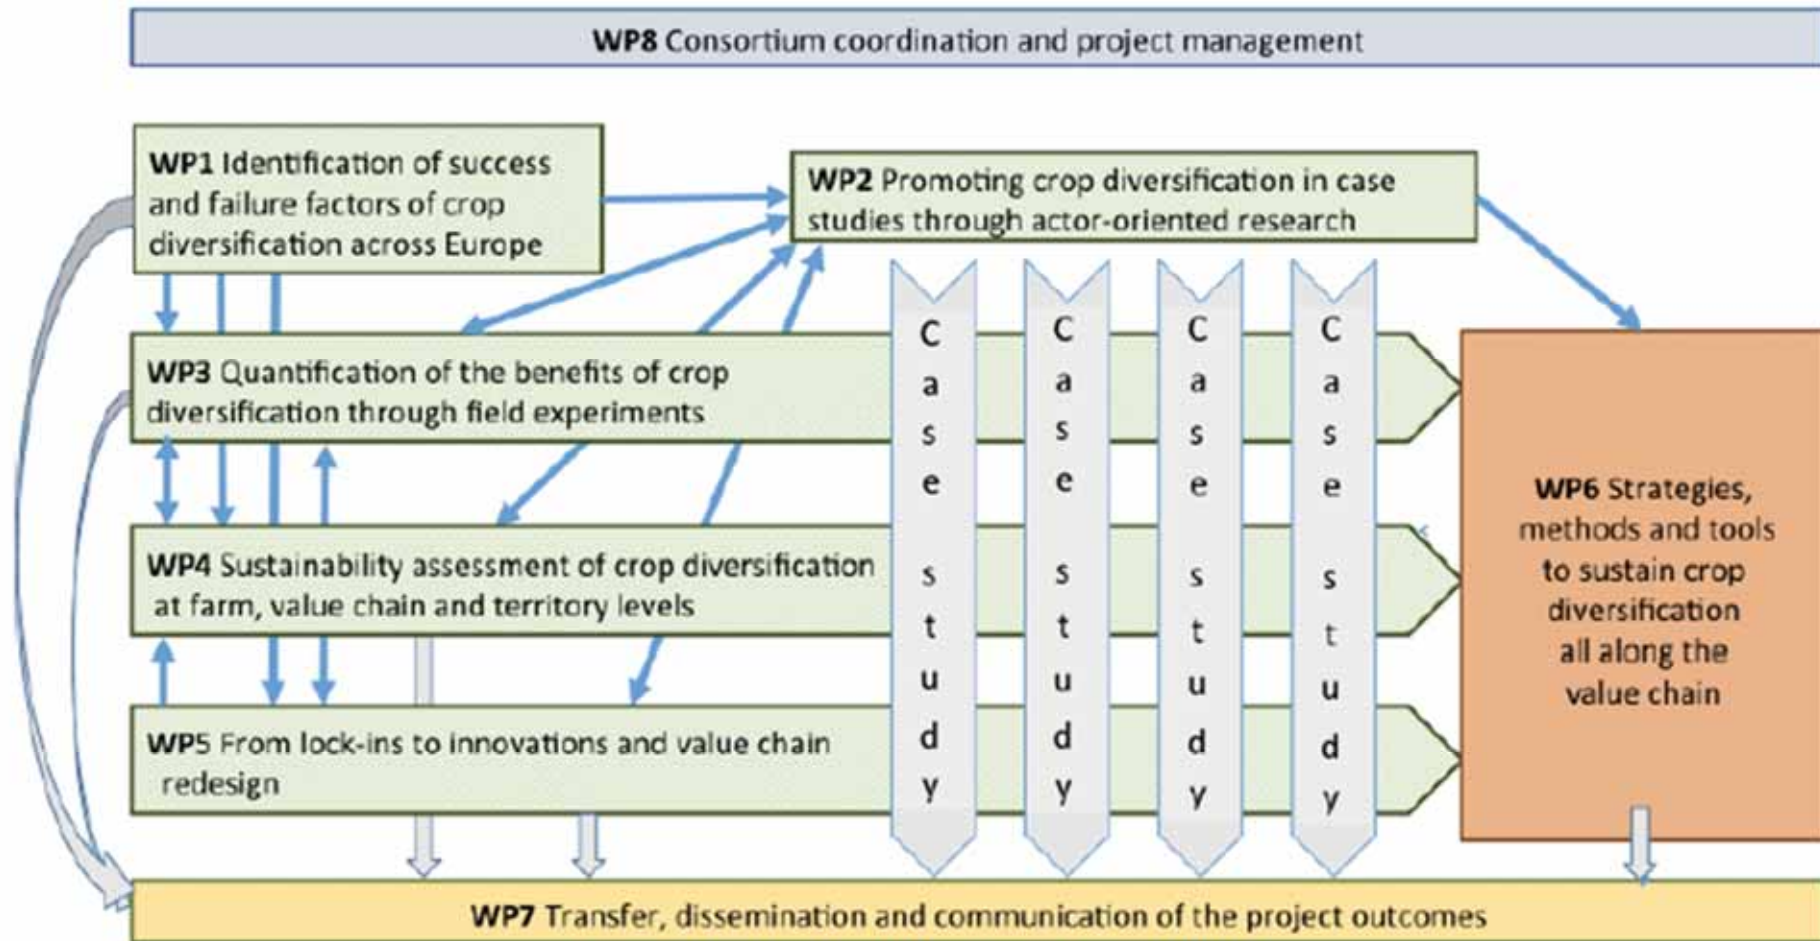 WP8 Consortium coordination and project management
WP1 Identification of success
and failure factors of crop
diversification across Europe
WP2 Promoting crop diversification in case
studies through actor-oriented research
WP3 Quantification of the benefits of crop
diversification through field experiments
WP4 Sustainability assessment of crop diversification
at farm, value chain and territory levels
WP5 From lock-ins to innovations and value chain
redesign
Case study
Case study
Case study
Case study
WP6 Strategies,
methods and tools
to sustain crop
diversification
all along the
value chain
WP7 Transfer, dissemination and communication of the project outcomes